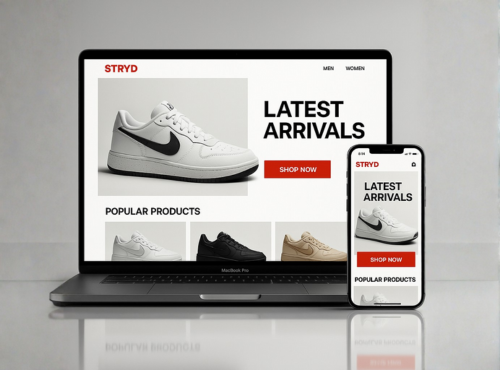 STRYD
MEN WOMEN
LATEST
ARRIVALS
SHOP NOW
POPULAR PRODUCTS
MacBook Pro
STRYD
LATEST
ARRIVALS
SHOP NOW
POPULAR PRODUCTS